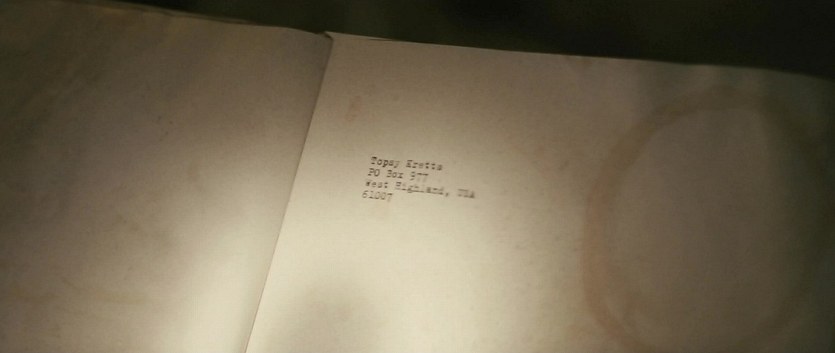 Topsy Kretts
PO Box 977
West Highland, USA
61007